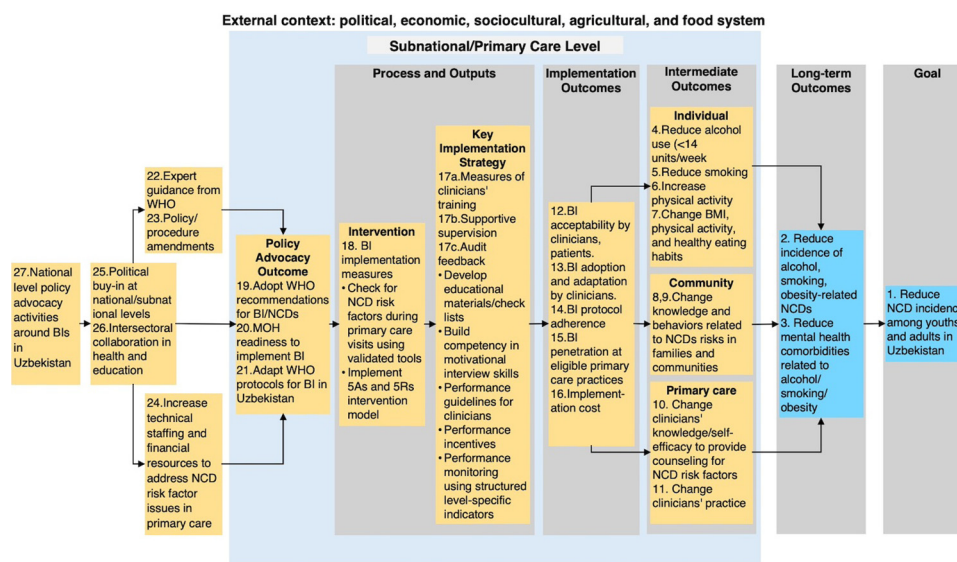 External context: political, economic, sociocultural, agricultural, and food system
Subnational/Primary Care Level
Process and Outputs
Implementation
Outcomes
Intermediate
Outcomes
Long-term
Outcomes
Goal
27.National
level policy
advocacy
activities
around BIs
in
Uzbekistan
22.Expert
guidance from
WHO
23.Policy/
procedure
amendments
25.Political
buy-in at
national/subnat
ional levels
26.Intersectoral
collaboration in
health and
education
24.Increase
technical
staffing and
financial
resources to
address NCD
risk factor
issues in
primary care
Policy
Advocacy
Outcome
19.Adopt WHO
recommendations
for BI/NCDs
20.MOH
readiness to
implement BI
21.Adapt WHO
protocols for BI in
Uzbekistan
Intervention
18. BI
implementation
measures
• Check for
NCD risk
factors during
primary care
visits using
validated tools
• Implement
5As and 5Rs
intervention
model
Key
Implementation
Strategy
17a.Measures of
clinicians'
training
17b.Supportive
supervision
17c.Audit
feedback
• Develop
educational
materials/check
lists
• Build
competency in
motivational
interview skills
• Performance
guidelines for
clinicians
• Performance
incentives
• Performance
monitoring
using structured
level-specific
indicators
12.BI
acceptability by
clinicians,
patients.
13.BI adoption
and adaptation
by clinicians.
14.BI protocol
adherence
15.BI
penetration at
eligible primary
care practices
16.Implement-
ation cost
Individual
4.Reduce alcohol
use (<14
units/week
5.Reduce smoking
6.Increase
physical activity
7.Change BMI,
physical activity,
and healthy eating
habits
Community
8,9.Change
knowledge and
behaviors related
to NCDs risks in
families and
communities
Primary care
10. Change
clinicians'
knowledge/self-
efficacy to provide
counseling for
NCD risk factors
11. Change
clinicians' practice
2. Reduce
incidence of
alcohol,
smoking,
obesity-related
NCDs
3. Reduce
mental health
comorbidities
related to
alcohol/
smoking/
obesity
1. Reduce
NCD incidence
among youths
and adults in
Uzbekistan